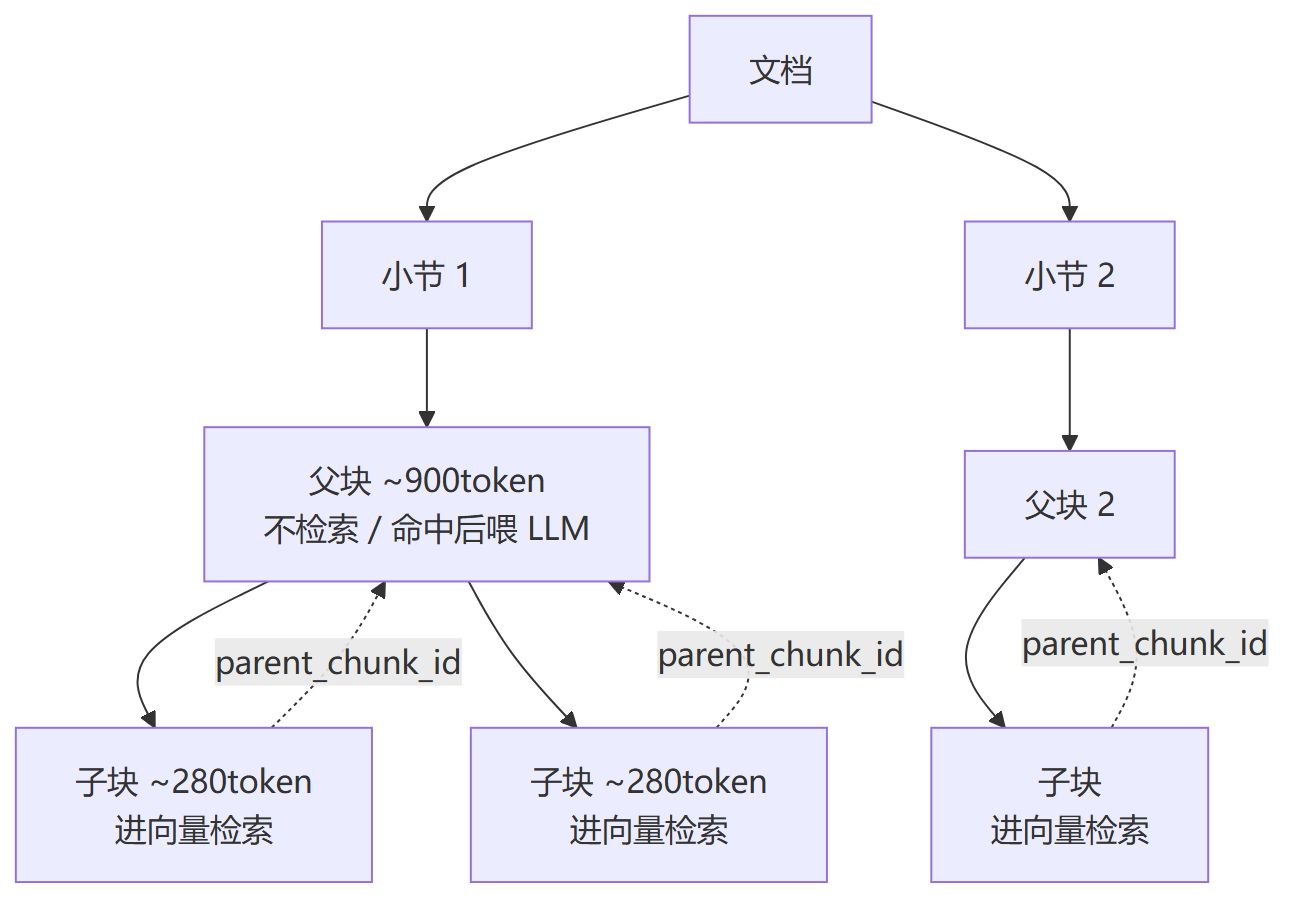 文档
小节 1
小节 2
父块 ~900token
不检索 / 命中后喂 LLM
父块 2
parent_chunk_id
parent_chunk_id
parent_chunk_id
子块 ~280token
进向量检索
子块 ~280token
进向量检索
子块
进向量检索